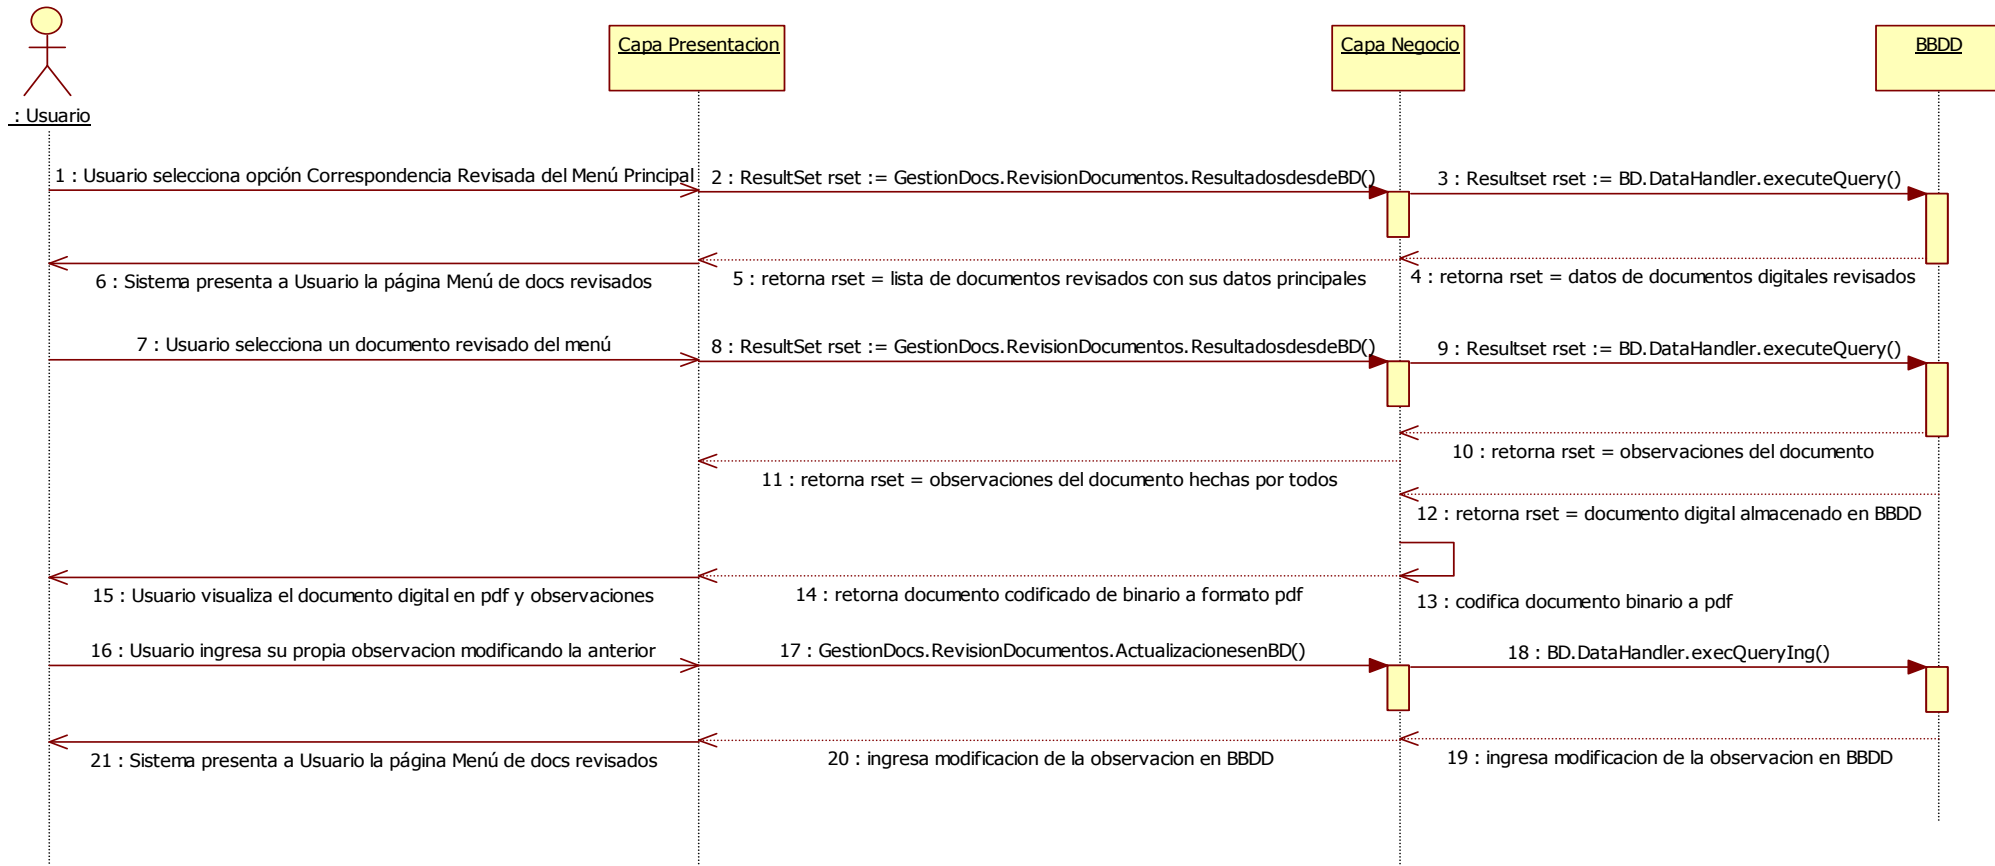 Capa Presentacion
Capa Negocio
BBDD
: Usuario
1 : Usuario selecciona opción Correspondencia Revisada del Menú Principal
2 : ResultSet rset := GestionDocs.RevisionDocumentos.ResultadosdesdeBD()
3 : Resultset rset := BD.DataHandler.executeQuery()
4 : retorna rset = datos de documentos digitales revisados
5 : retorna rset = lista de documentos revisados con sus datos principales
6 : Sistema presenta a Usuario la página Menú de docs revisados
7 : Usuario selecciona un documento revisado del menú
8 : ResultSet rset := GestionDocs.RevisionDocumentos.ResultadosdesdeBD()
9 : Resultset rset := BD.DataHandler.executeQuery()
10 : retorna rset = observaciones del documento
11 : retorna rset = observaciones del documento hechas por todos
12 : retorna rset = documento digital almacenado en BBDD
13 : codifica documento binario a pdf
14 : retorna documento codificado de binario a formato pdf
15 : Usuario visualiza el documento digital en pdf y observaciones
16 : Usuario ingresa su propia observacion modificando la anterior
17 : GestionDocs.RevisionDocumentos.ActualizacionesenBD()
18 : BD.DataHandler.execQueryIng()
19 : ingresa modificacion de la observacion en BBDD
20 : ingresa modificacion de la observacion en BBDD
21 : Sistema presenta a Usuario la página Menú de docs revisados